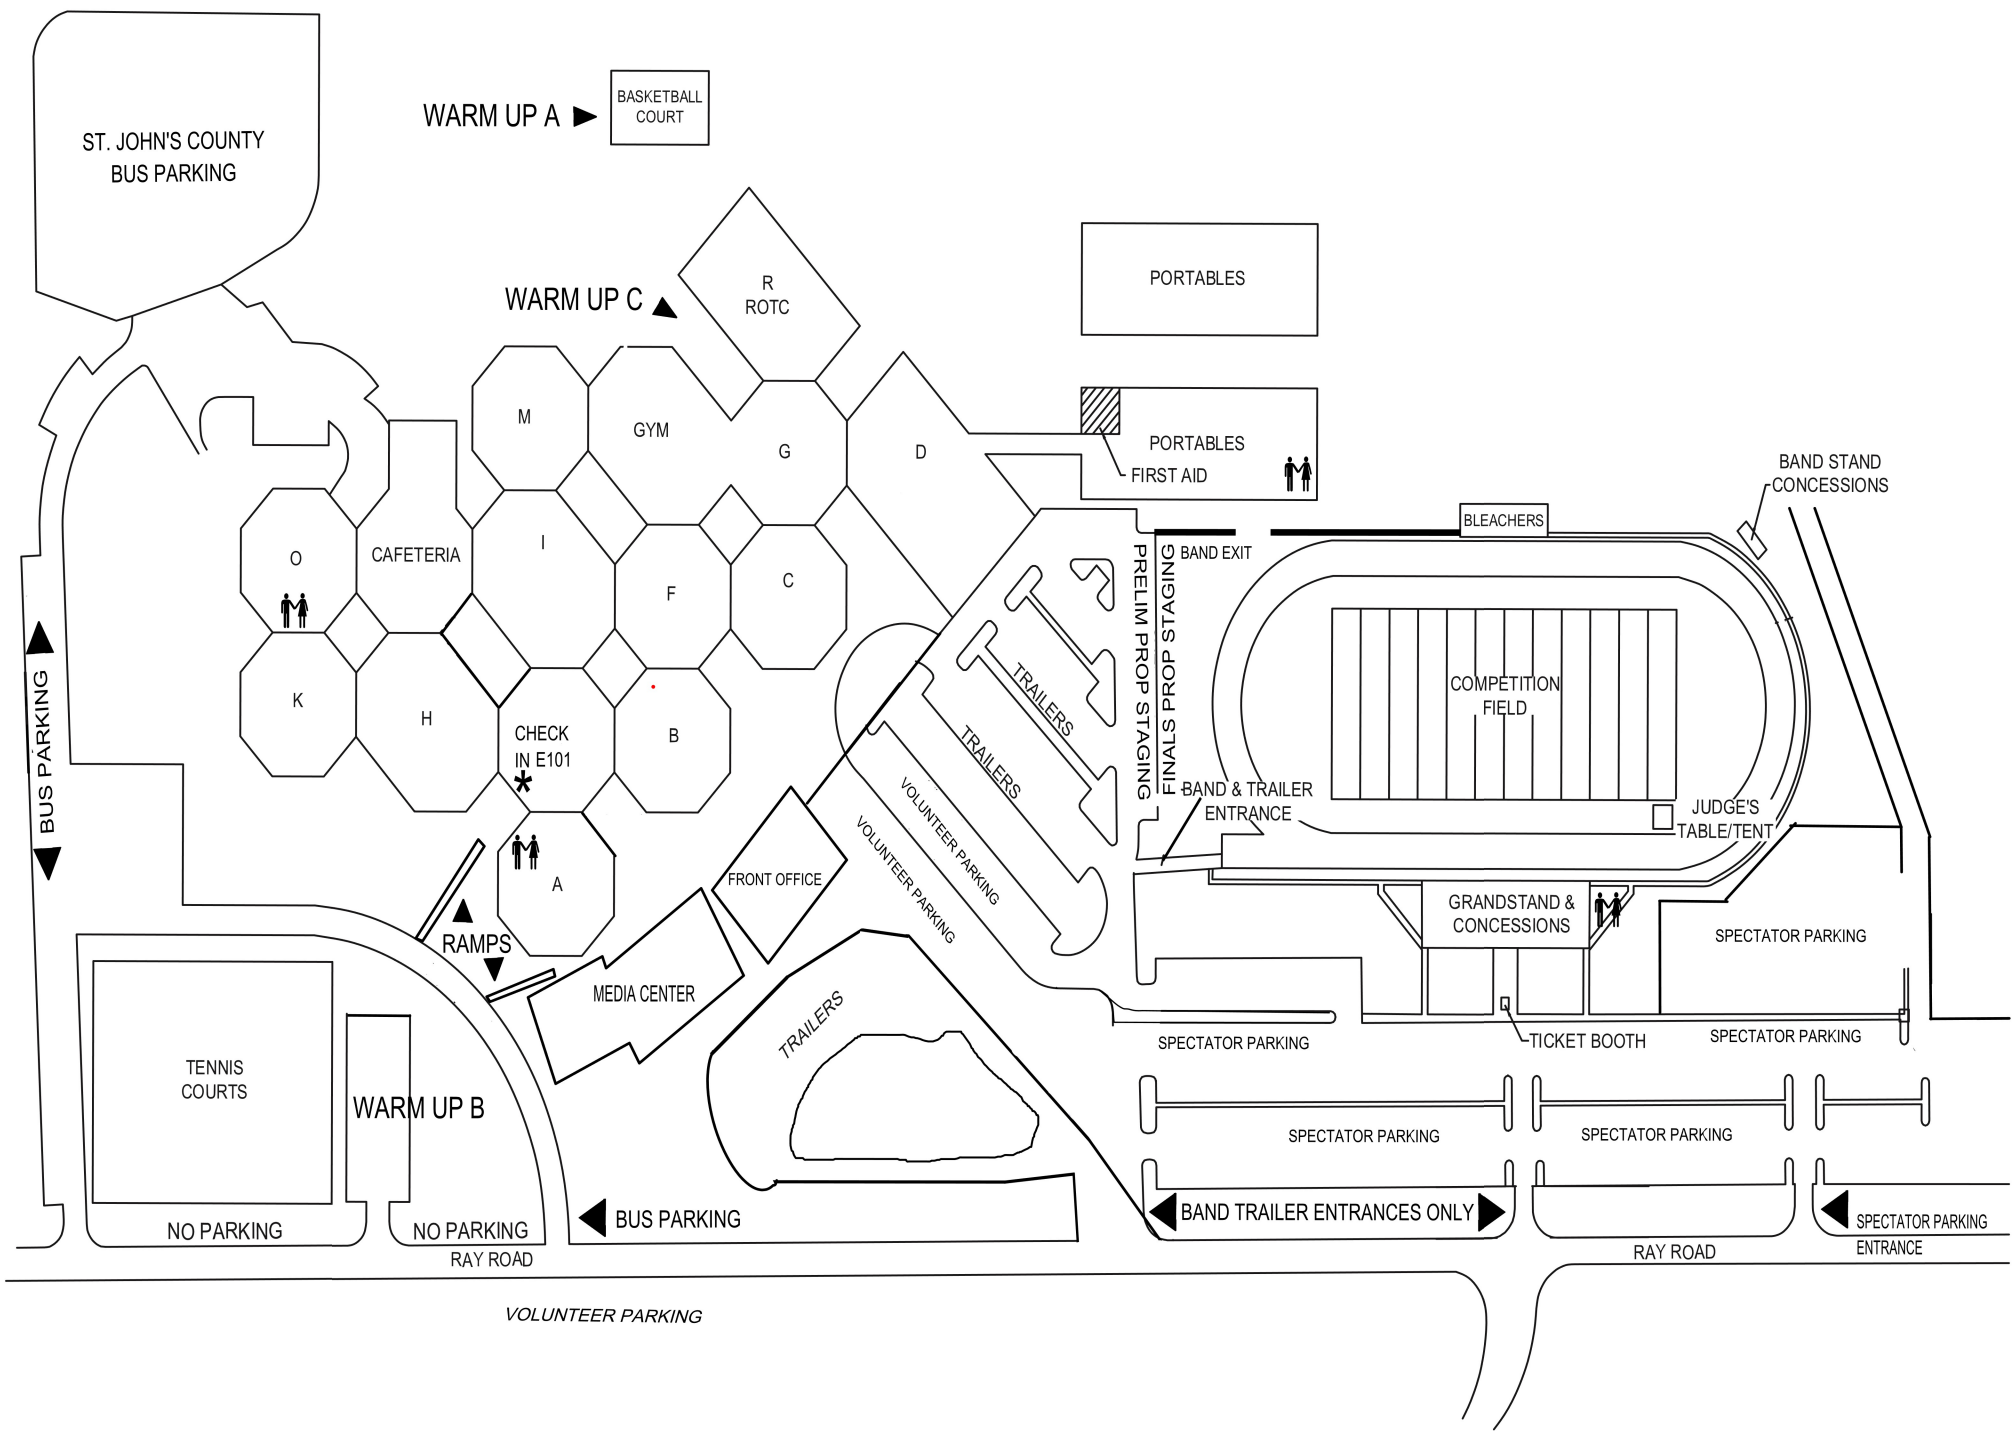 ST. JOHN'S COUNTY
BUS PARKING
WARM UP A
BASKETBALL
COURT
WARM UP C
R
ROTC
PORTABLES
M
GYM
G
D
PORTABLES
FIRST AID
BAND STAND
CONCESSIONS
BLEACHERS
BAND EXIT
O
CAFETERIA
I
F
C
PRELIM PROP STAGING
FINALS PROP STAGING
TRAILERS
TRAILERS
COMPETITION
FIELD
K
H
CHECK
IN E101
*
B
BUS PARKING
VOLUNTEER PARKING
VOLUNTEER PARKING
BAND & TRAILER
ENTRANCE
JUDGE'S
TABLE/TENT
A
FRONT OFFICE
GRANDSTAND &
CONCESSIONS
SPECTATOR PARKING
RAMPS
MEDIA CENTER
TRAILERS
SPECTATOR PARKING
TICKET BOOTH
SPECTATOR PARKING
TENNIS
COURTS
WARM UP B
SPECTATOR PARKING
SPECTATOR PARKING
NO PARKING
NO PARKING
BUS PARKING
BAND TRAILER ENTRANCES ONLY
SPECTATOR PARKING
ENTRANCE
RAY ROAD
RAY ROAD
VOLUNTEER PARKING